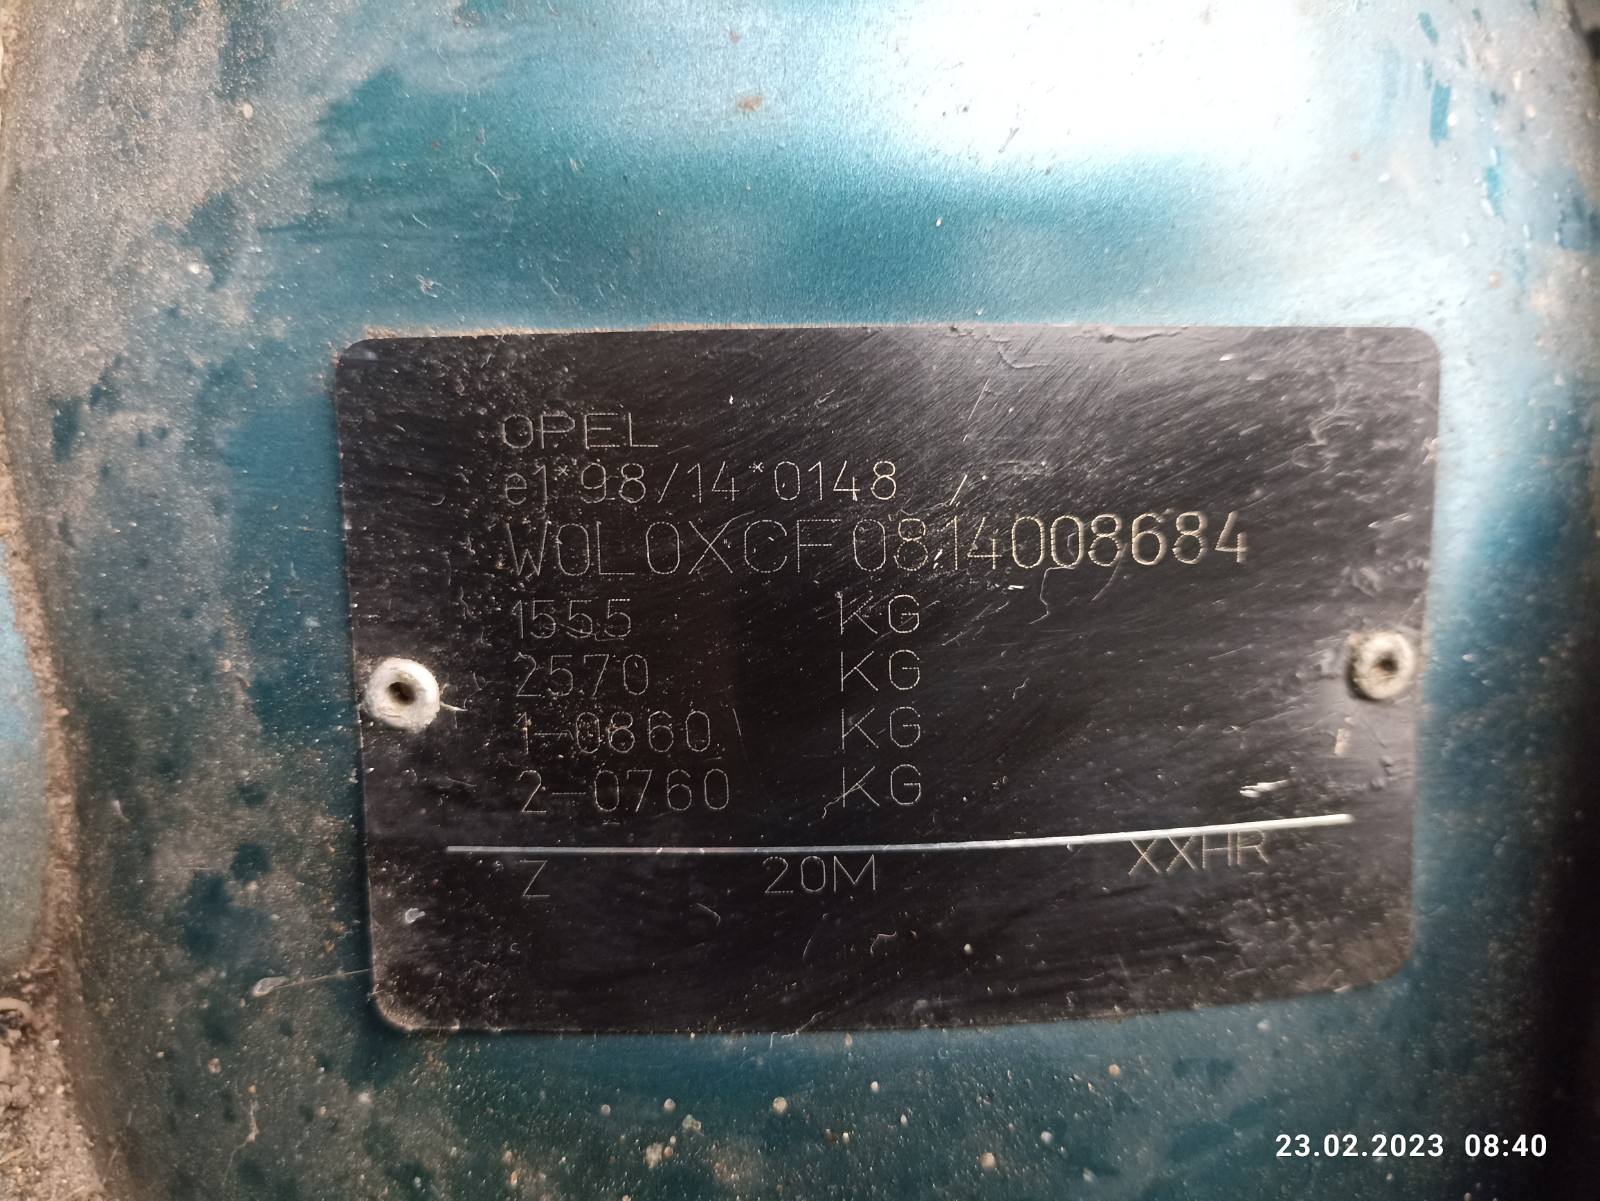 OPEL
e1*98/14*0148
W0L0XCF0814008684
1555 KG
2570 KG
1-0860 KG
2-0760 KG
Z 20M XXHR
23.02.2023 08:40